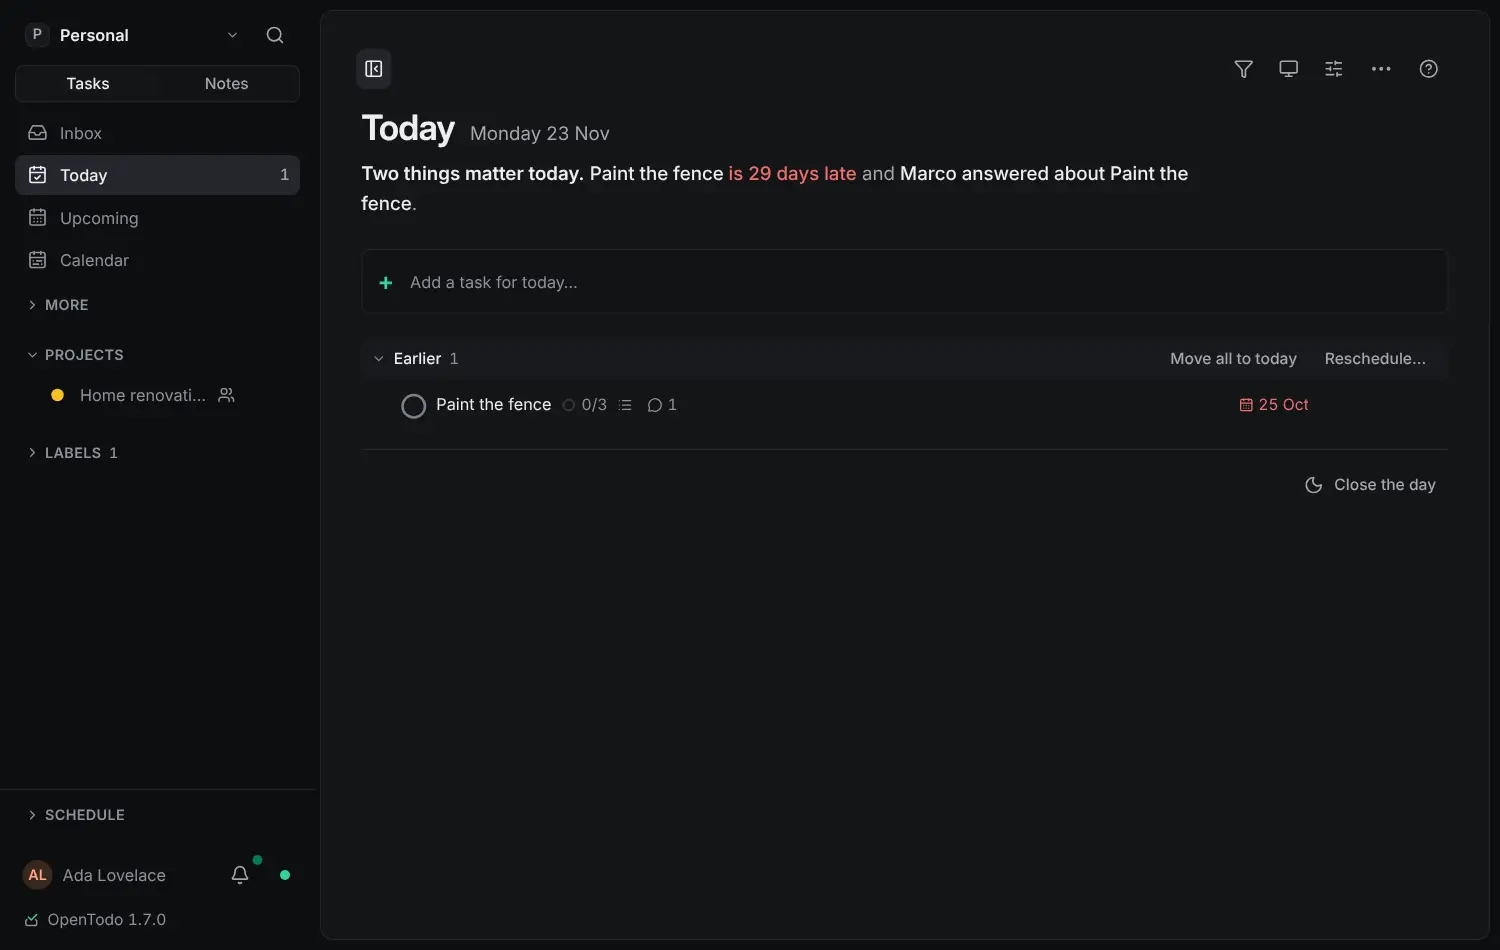 P Personal
Tasks Notes
Inbox
Today 1
Upcoming
Calendar
MORE
PROJECTS
Home renovati...
LABELS 1
SCHEDULE
AL Ada Lovelace
OpenTodo 1.7.0
Today Monday 23 Nov
Two things matter today. Paint the fence is 29 days late and Marco answered about Paint the
fence.
+ Add a task for today...
Earlier 1 Move all to today Reschedule...
Paint the fence 0/3 1 25 Oct
Close the day